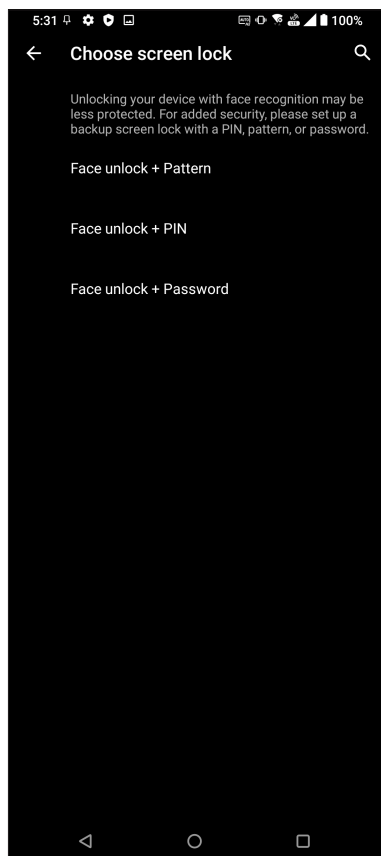 5:31
100%
Choose screen lock
Unlocking your device with face recognition may be
less protected. For added security, please set up a
backup screen lock with a PIN, pattern, or password.
Face unlock + Pattern
Face unlock + PIN
Face unlock + Password